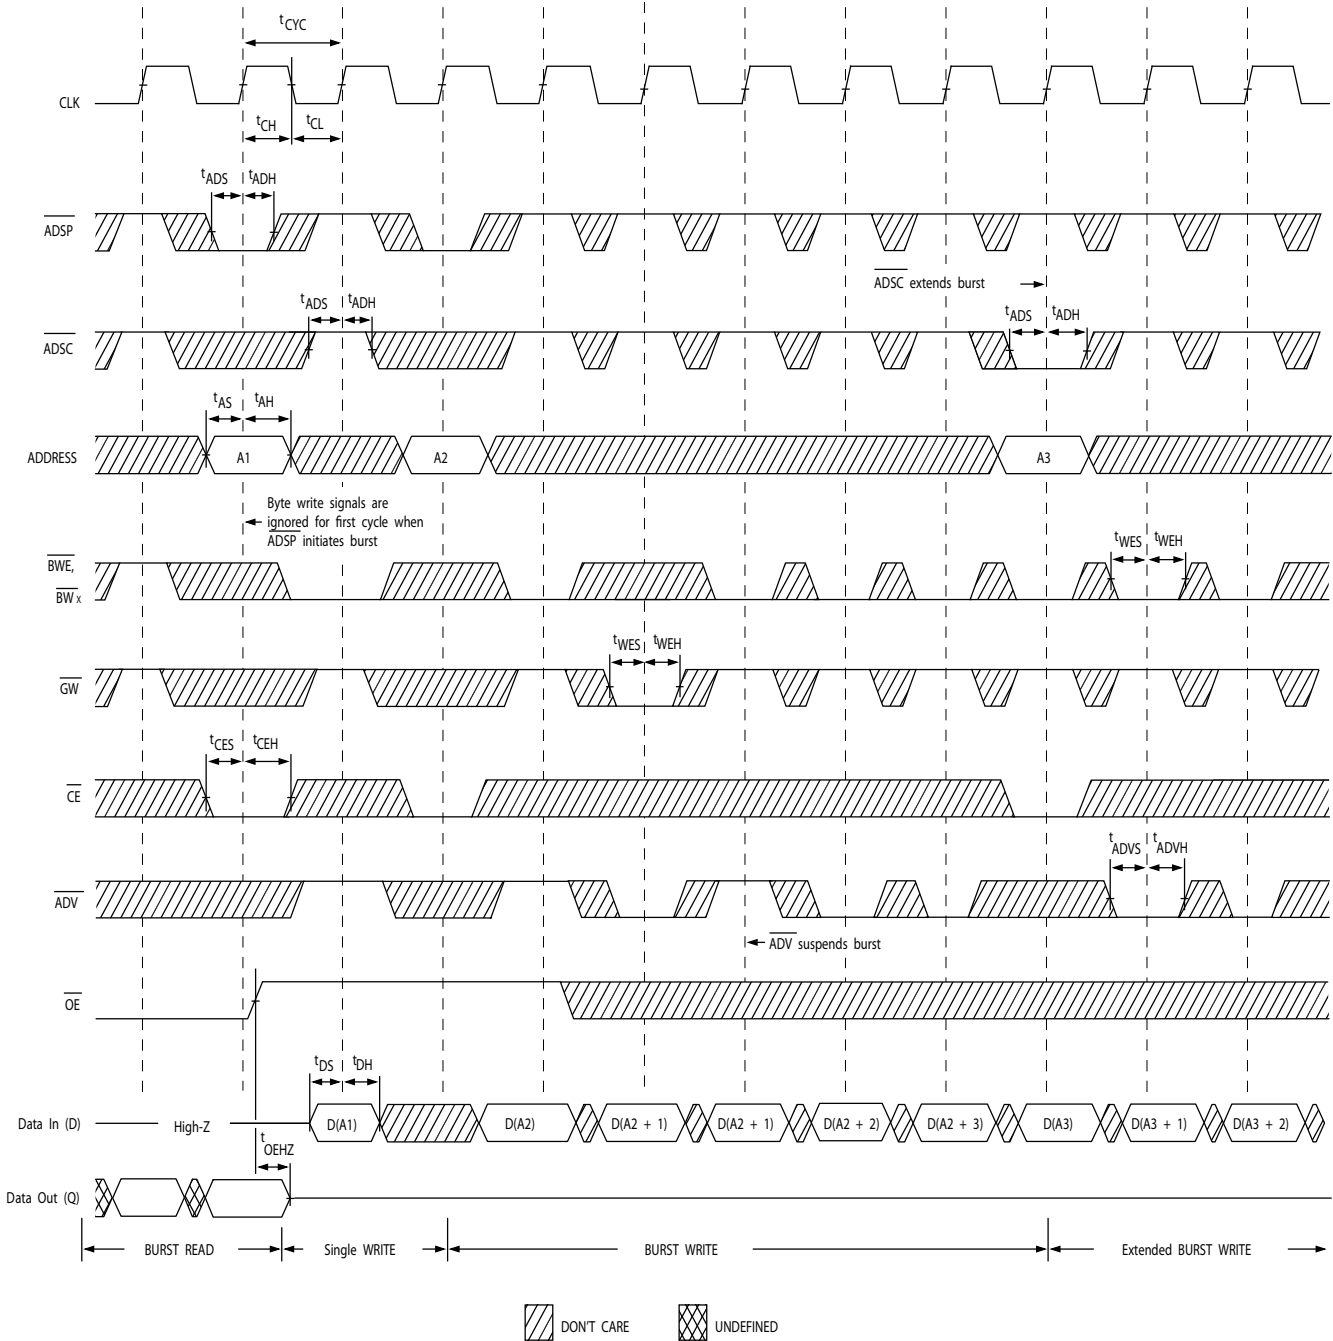 tCYC
CLK
tCH
tCL
tADS
tADH
ADSP
ADSC extends burst
tADS
tADH
tADS
tADH
ADSC
tAS
tAH
ADDRESS
A1
A2
A3
Byte write signals are
ignored for first cycle when
ADSP initiates burst
tWES
tWEH
BWE,
BW x
tWES
tWEH
GW
tCES
tCEH
CE
tADVS
tADVH
ADV
ADV suspends burst
OE
tDS
tDH
Data In (D)
High-Z
D(A1)
D(A2)
D(A2 + 1)
D(A2 + 1)
D(A2 + 2)
D(A2 + 3)
D(A3)
D(A3 + 1)
D(A3 + 2)
tOEHZ
Data Out (Q)
BURST READ
Single WRITE
BURST WRITE
Extended BURST WRITE
DON'T CARE
UNDEFINED